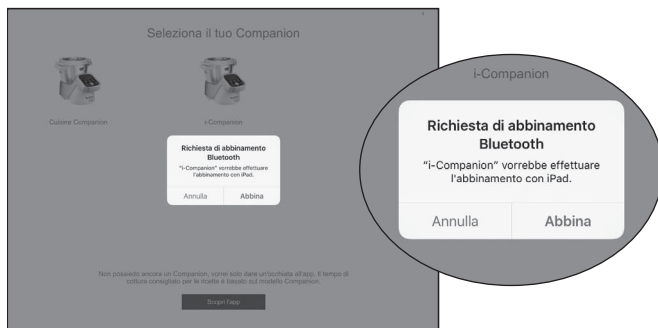 Seleziona il tuo Companion
Cuisine Companion
i-Companion
Richiesta di abbinamento
Bluetooth
"i-Companion" vorrebbe effettuare
l'abbinamento con iPad.
Annulla
Abbina
Non possiedo ancora un Companion, vorrei solo dare un'occhiata all'app. Il tempo di
cottura consigliato per le ricette è basato sul modello Companion.
Scopri l'app
i-Companion
Richiesta di abbinamento
Bluetooth
"i-Companion" vorrebbe effettuare
l'abbinamento con iPad.
Annulla
Abbina